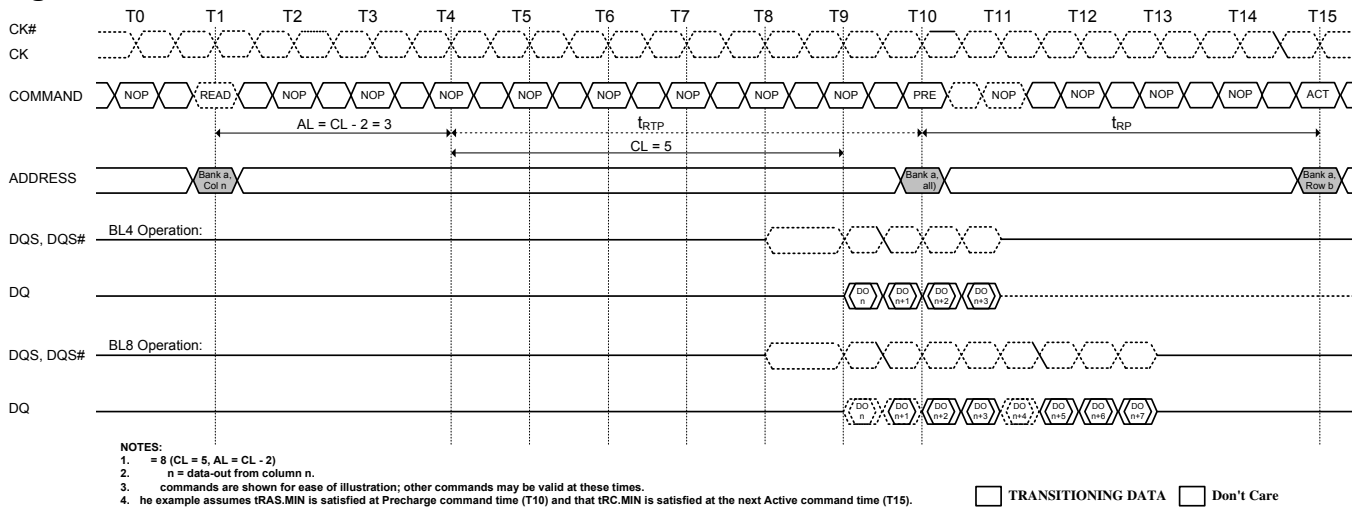 T0 T1 T2 T3 T4 T5 T6 T7 T8 T9 T10 T11 T12 T13 T14 T15
CK#
CK
COMMAND NOP READ NOP NOP NOP NOP NOP NOP NOP NOP PRE NOP NOP NOP NOP ACT
AL = CL - 2 = 3 tRTP tRP
CL = 5
ADDRESS Bank a, Col n Bank a, all) Bank a, Row b
BL4 Operation:
DQS, DQS#
DQ DO n DO n+1 DO n+2 DO n+3
BL8 Operation:
DQS, DQS#
DQ DO n DO n+1 DO n+2 DO n+3 DO n+4 DO n+5 DO n+6 DO n+7
NOTES:
1. = 8 (CL = 5, AL = CL - 2)
2. n = data-out from column n.
3. commands are shown for ease of illustration; other commands may be valid at these times.
4. he example assumes tRAS.MIN is satisfied at Precharge command time (T10) and that tRC.MIN is satisfied at the next Active command time (T15).
TRANSITIONING DATA Don't Care